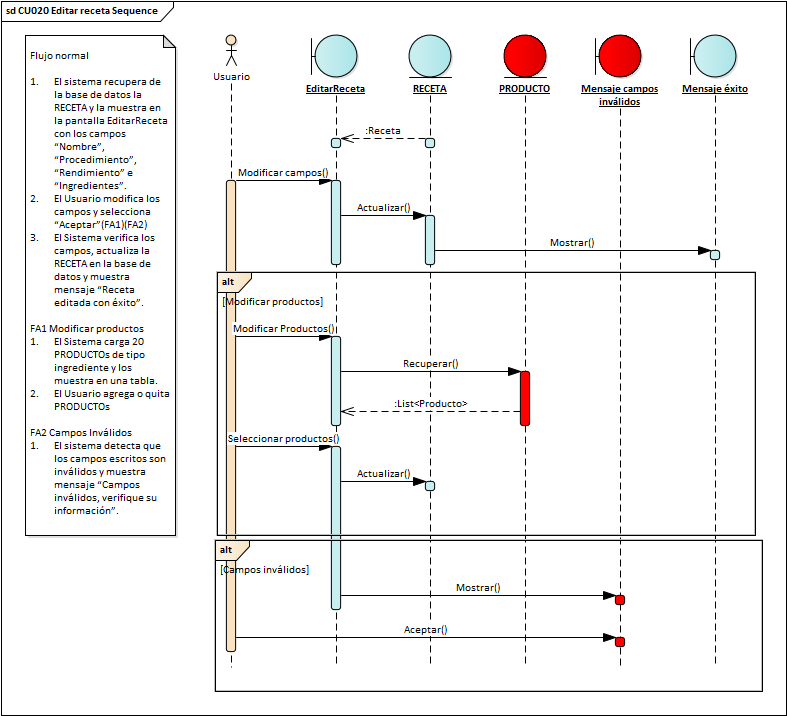 sd CU020 Editar receta Sequence
Flujo normal
1. El sistema recupera de
la base de datos la
RECETA y la muestra en
la pantalla EditarReceta
con los campos
“Nombre”,
“Procedimiento”,
“Rendimiento” e
“Ingredientes”.
2. El Usuario modifica los
campos y selecciona
“Aceptar”(FA1)(FA2)
3. El Sistema verifica los
campos, actualiza la
RECETA en la base de
datos y muestra
mensaje “Receta
editada con éxito”.
FA1 Modificar productos
1. El Sistema carga 20
PRODUCTOs de tipo
ingrediente y los
muestra en una tabla.
2. El Usuario agrega o quita
PRODUCTOs
FA2 Campos Inválidos
1. El sistema detecta que
los campos escritos son
inválidos y muestra
mensaje “Campos
inválidos, verifique su
información”.
Usuario
EditarReceta
RECETA
PRODUCTO
Mensaje campos
inválidos
Mensaje éxito
:Receta
Modificar campos()
Actualizar()
Mostrar()
alt
[Modificar productos]
Modificar Productos()
Recuperar()
:List<Producto>
Seleccionar productos()
Actualizar()
alt
[Campos inválidos]
Mostrar()
Aceptar()